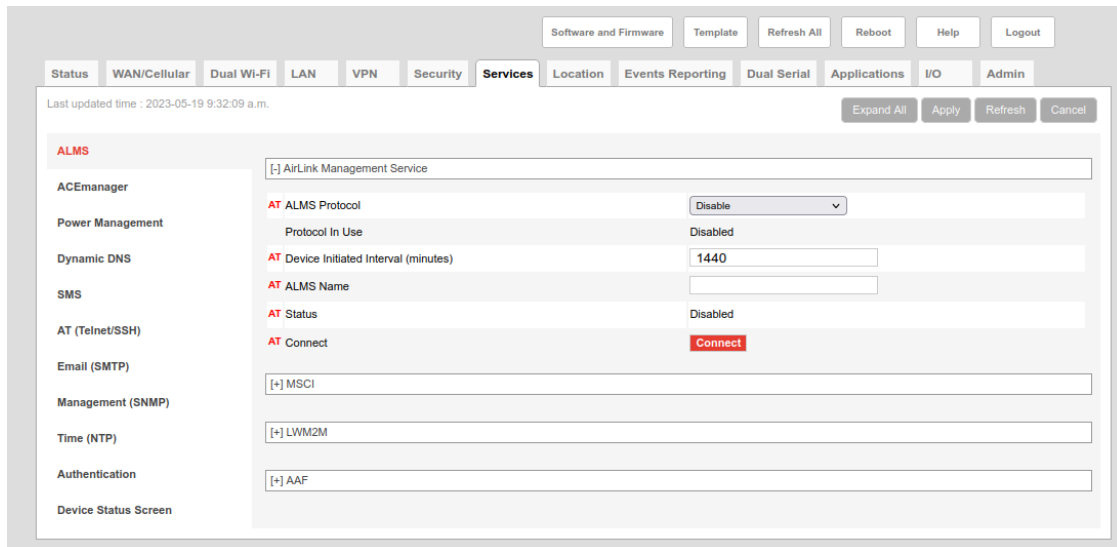 Software and Firmware Template Refresh All Reboot Help Logout
Status WAN/Cellular Dual Wi-Fi LAN VPN Security Services Location Events Reporting Dual Serial Applications I/O Admin
Last updated time : 2023-05-19 9:32:09 a.m.
Expand All Apply Refresh Cancel
ALMS
ACEmanager
Power Management
Dynamic DNS
SMS
AT (Telnet/SSH)
Email (SMTP)
Management (SNMP)
Time (NTP)
Authentication
Device Status Screen
[-] AirLink Management Service
AT ALMS Protocol Disable
Protocol In Use Disabled
AT Device Initiated Interval (minutes) 1440
AT ALMS Name
AT Status Disabled
AT Connect Connect
[+] MSCI
[+] LWM2M
[+] AAF